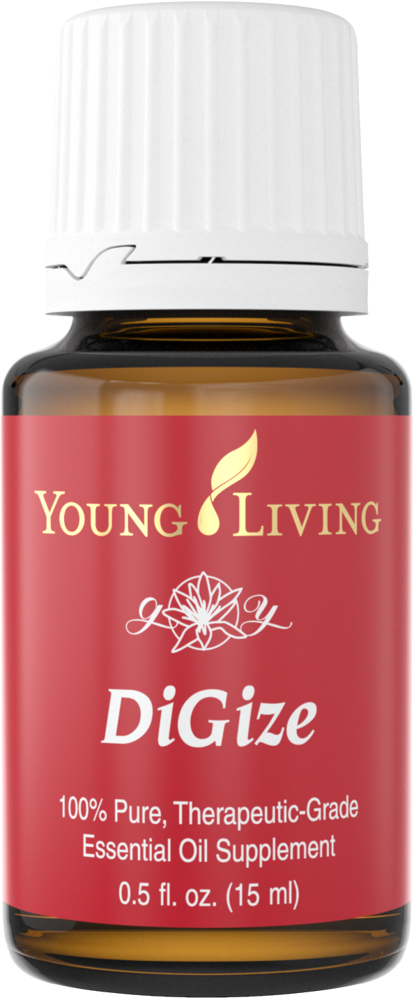 YOUNG LIVING
g y
DiGize
100% Pure, Therapeutic-Grade
Essential Oil Supplement
0.5 fl. oz. (15 ml)